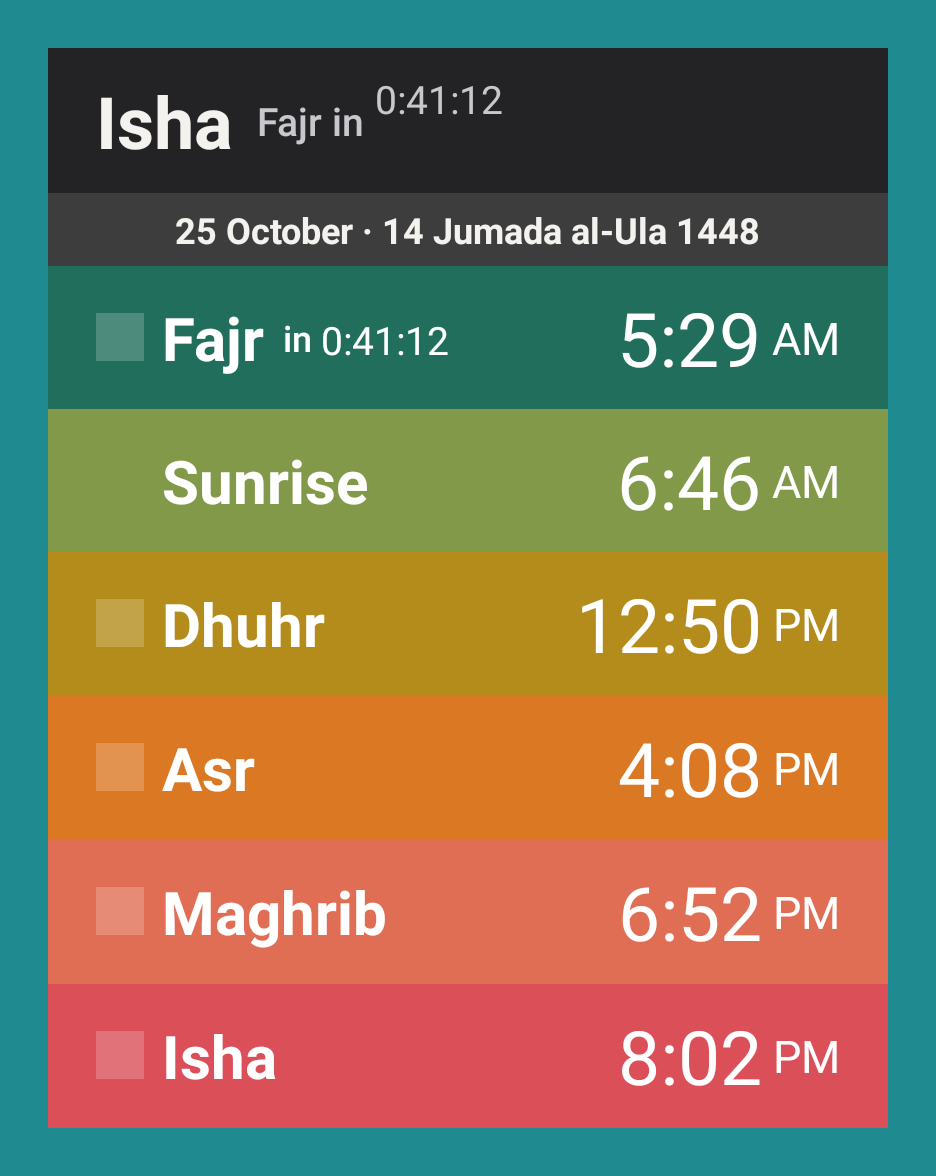 Isha Fajr in 0:41:12
25 October · 14 Jumada al-Ula 1448
Fajr in 0:41:12 5:29 AM
Sunrise 6:46 AM
Dhuhr 12:50 PM
Asr 4:08 PM
Maghrib 6:52 PM
Isha 8:02 PM